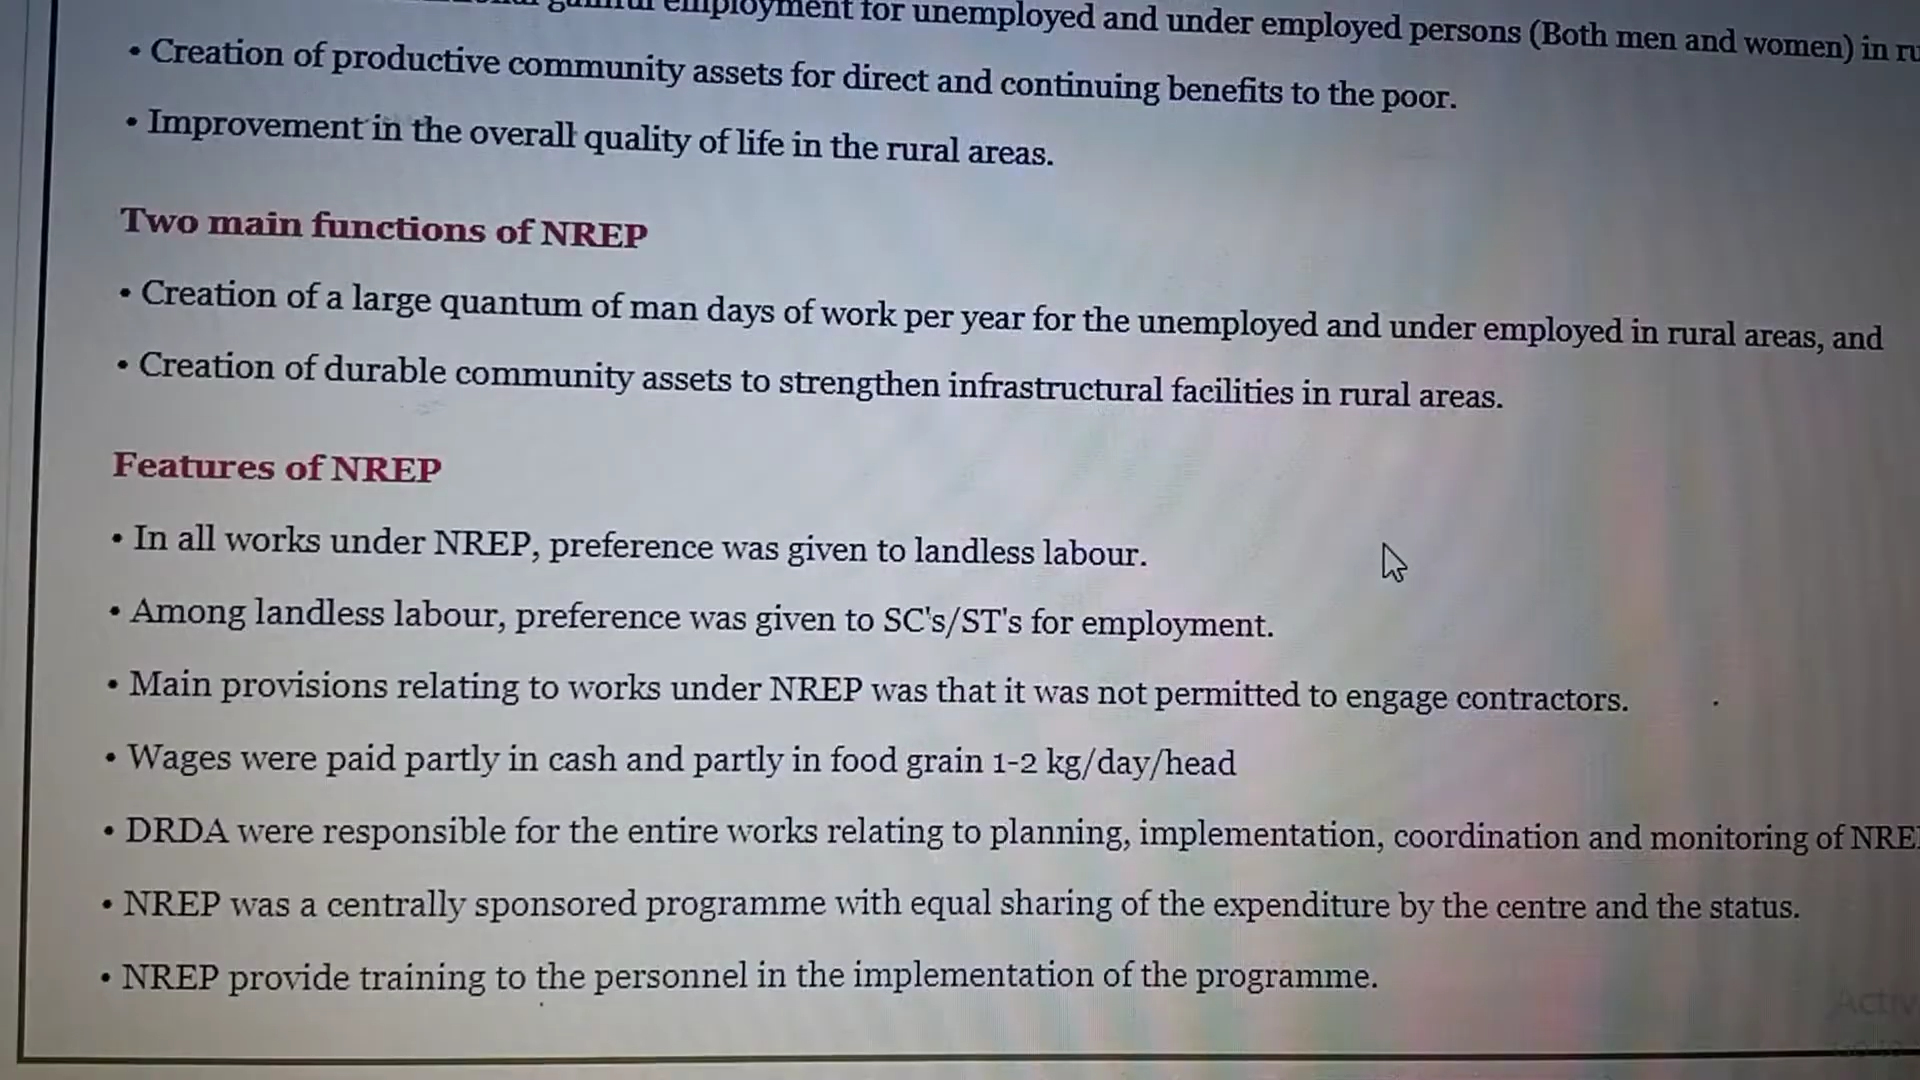 gainful employment for unemployed and under employed persons (Both men and women) in
• Creation of productive community assets for direct and continuing benefits to the poor.
• Improvement in the overall quality of life in the rural areas.
Two main functions of NREP
• Creation of a large quantum of man days of work per year for the unemployed and under employed in rural areas, and
• Creation of durable community assets to strengthen infrastructural facilities in rural areas.
Features of NREP
• In all works under NREP, preference was given to landless labour.
• Among landless labour, preference was given to SC's/ST's for employment.
• Main provisions relating to works under NREP was that it was not permitted to engage contractors.
• Wages were paid partly in cash and partly in food grain 1-2 kg/day/head
• DRDA were responsible for the entire works relating to planning, implementation, coordination and monitoring of NRE
• NREP was a centrally sponsored programme with equal sharing of the expenditure by the centre and the status.
• NREP provide training to the personnel in the implementation of the programme.
Activ